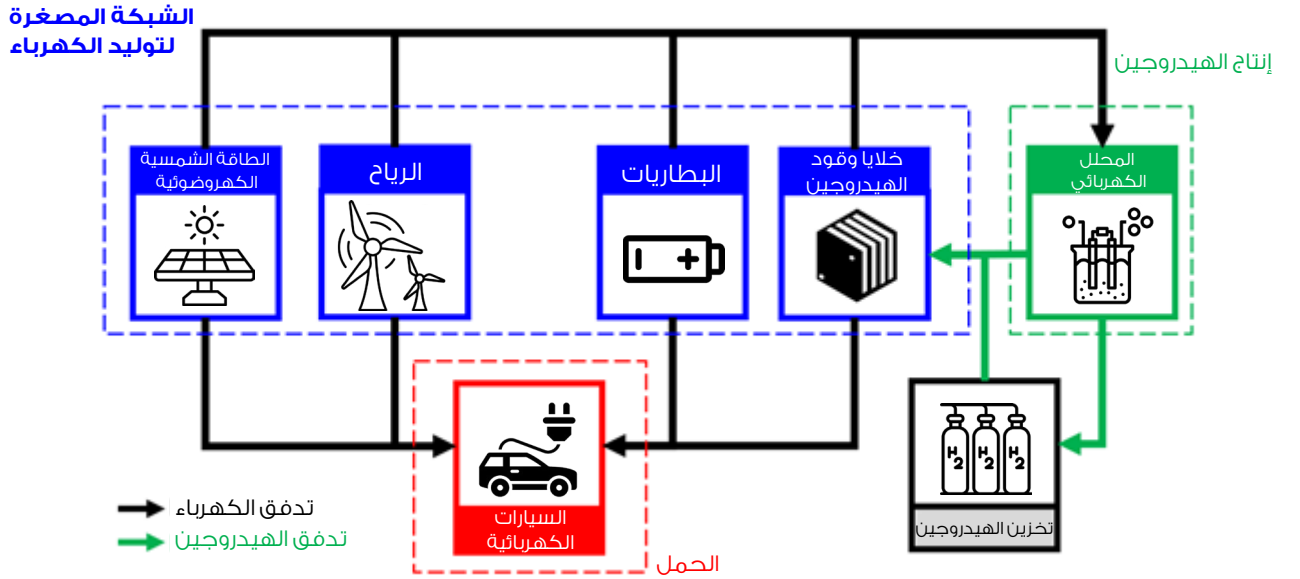 الشبكة المصغرة
لتوليد الكهرباء
إنتاج الهيدروجين
الطاقة الشمسية
الكهروضوئية
الرياح
البطاريات
خلايا وقود
الهيدروجين
المحلل
الكهربائي
H2
H2
H2
تخزين الهيدروجين
السيارات
الكهربائية
الحمل
تدفق الكهرباء
تدفق الهيدروجين